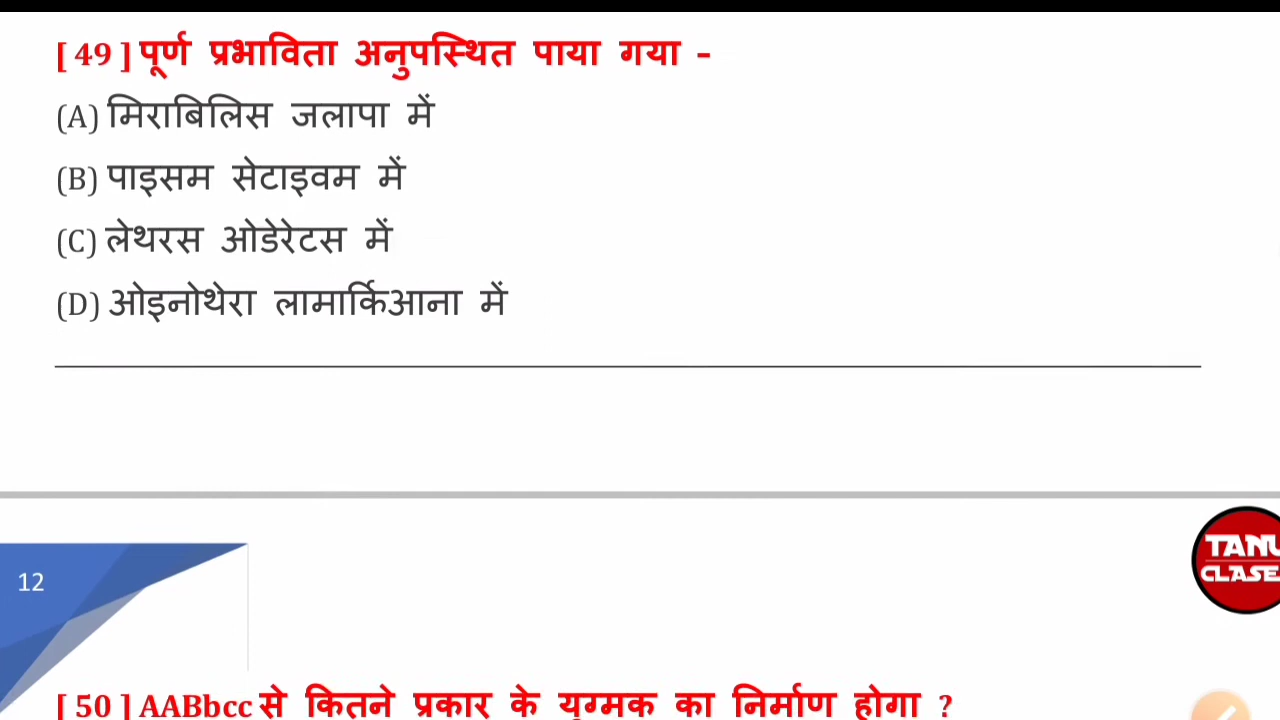 [ 49 ] पूर्ण प्रभाविता अनुपस्थित पाया गया -
(A) मिराबिलिस जलापा में
(B) पाइसम सेटाइवम में
(C) लेथरस ओडेरेटस में
(D) ओइनोथेरा लामार्किआना में
TANU
CLASE
12
[ 50 ] AABbcc से कितने प्रकार के युग्मक का निर्माण होगा ?